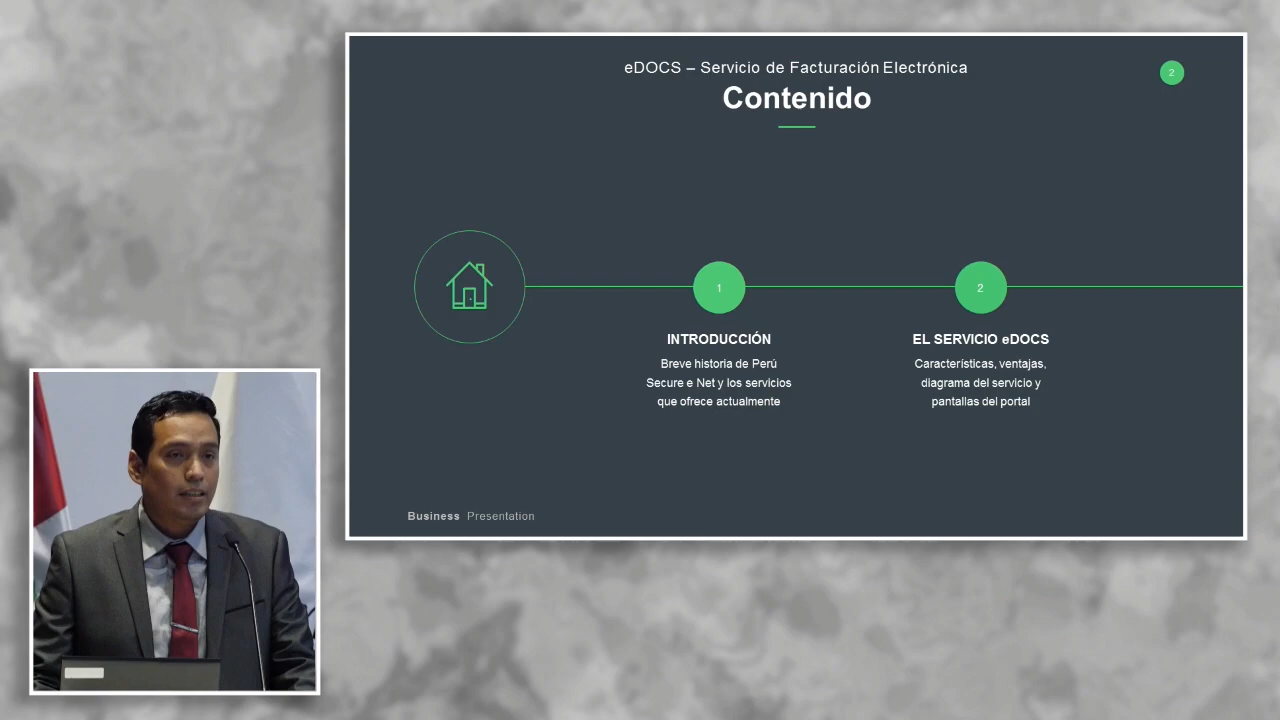 eDOCS – Servicio de Facturación Electrónica
2
Contenido
1
2
INTRODUCCIÓN
Breve historia de Perú
Secure e Net y los servicios
que ofrece actualmente
EL SERVICIO eDOCS
Características, ventajas,
diagrama del servicio y
pantallas del portal
Business Presentation